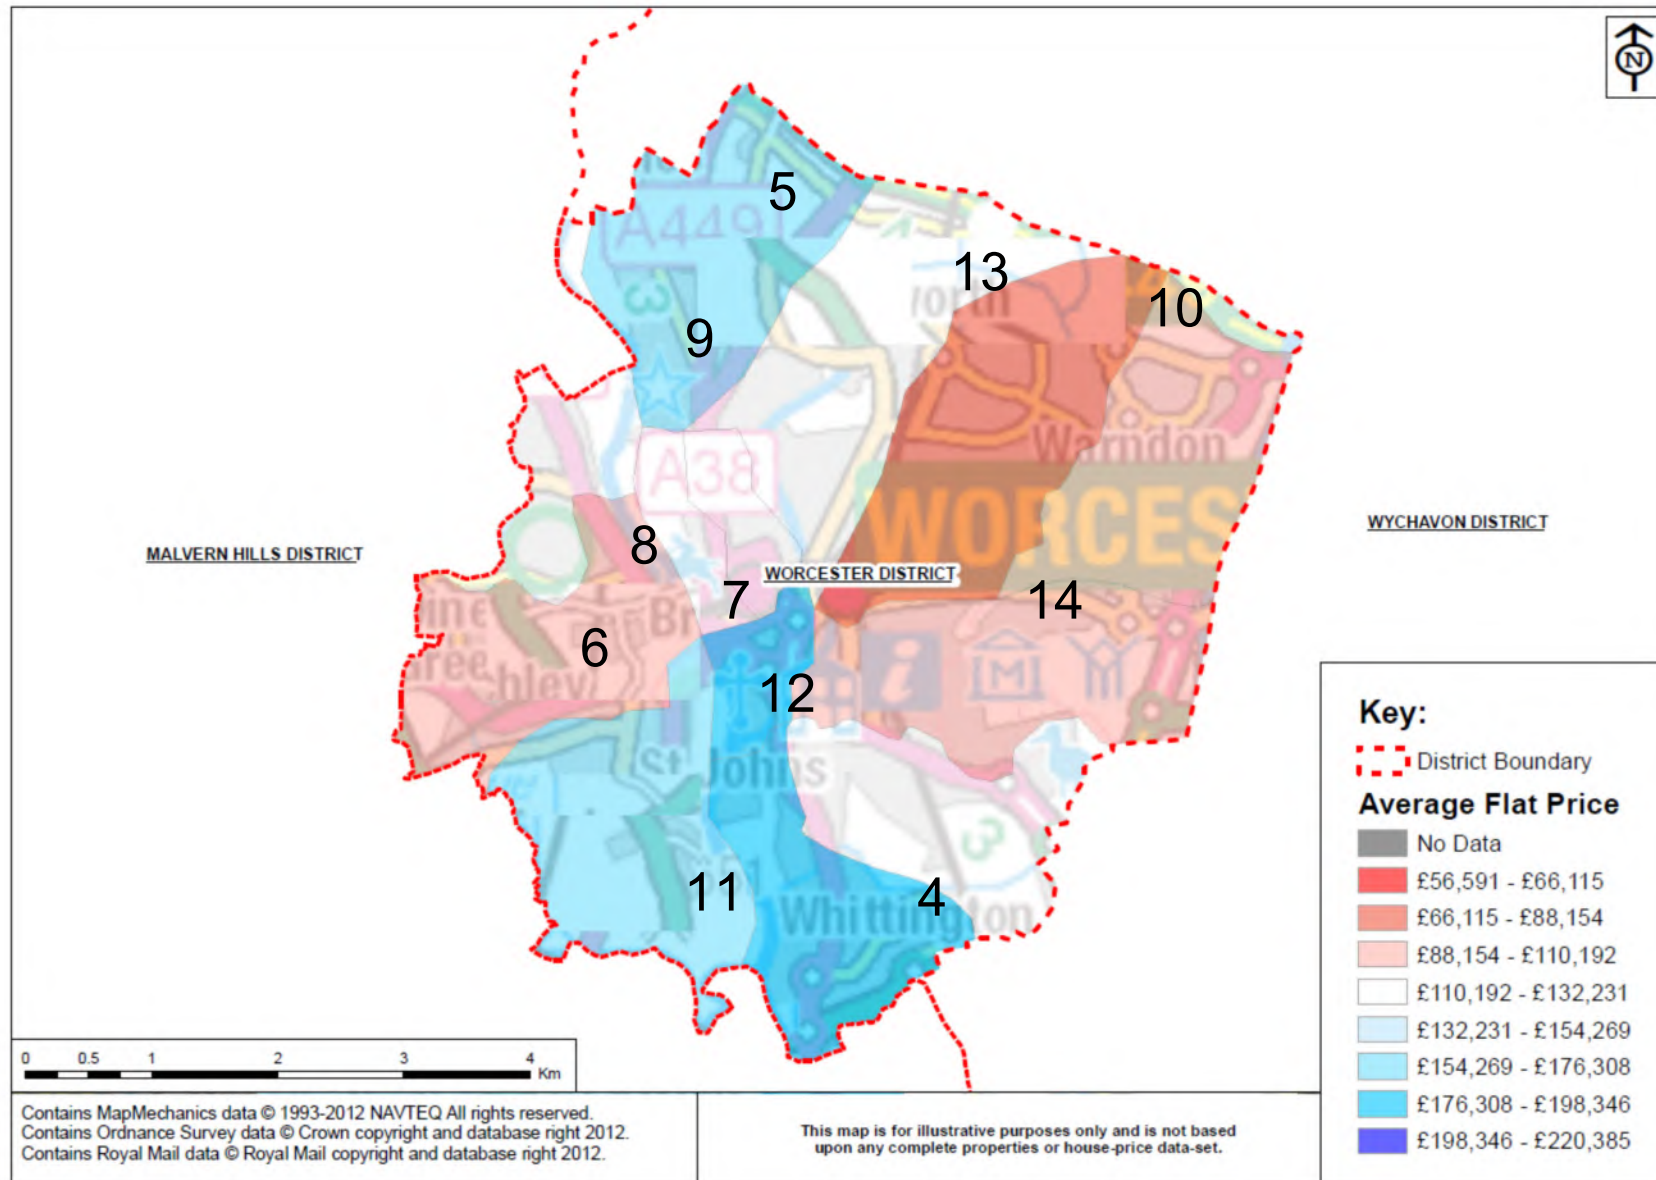 N
5
A449
13
orth
10
3
9
Warndon
A38
WORCES
MALVERN HILLS DISTRICT
WYCHAVON DISTRICT
8
WORCESTER DISTRICT
7
14
6
Br
i
M
12
St Johns
3
11
4
Whittington
Key:
District Boundary
Average Flat Price
No Data
£56,591 - £66,115
£66,115 - £88,154
£88,154 - £110,192
£110,192 - £132,231
£132,231 - £154,269
£154,269 - £176,308
£176,308 - £198,346
£198,346 - £220,385
0 0.5 1 2 3 4
Km
Contains MapMechanics data © 1993-2012 NAVTEQ All rights reserved.
Contains Ordnance Survey data © Crown copyright and database right 2012.
Contains Royal Mail data © Royal Mail copyright and database right 2012.
This map is for illustrative purposes only and is not based
upon any complete properties or house-price data-set.